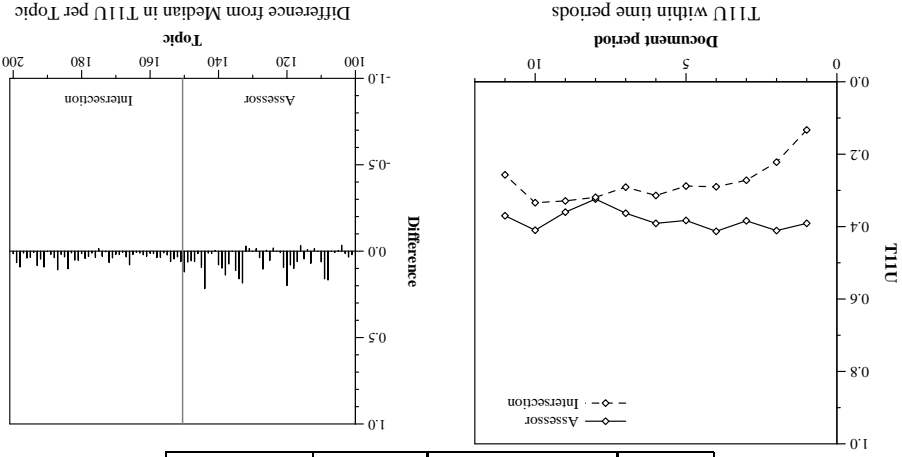 1.0
0.8
0.6
0.4
0.2
0.0
0
5
10
T11U
Assessor
Intersection
Document period
T11U within time periods
1.0
0.5
0.0
-0.5
-1.0
Difference
Assessor
Intersection
100
120
140
160
180
200
Topic
Difference from Median in T11U per Topic